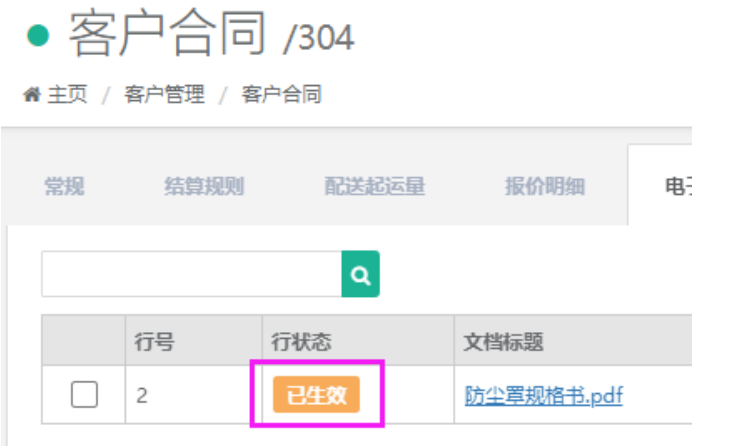 客户合同 /304
主页 / 客户管理 / 客户合同
常规 结算规则 配送起运量 报价明细 电
行号 行状态 文档标题
2 已生效 防尘罩规格书.pdf